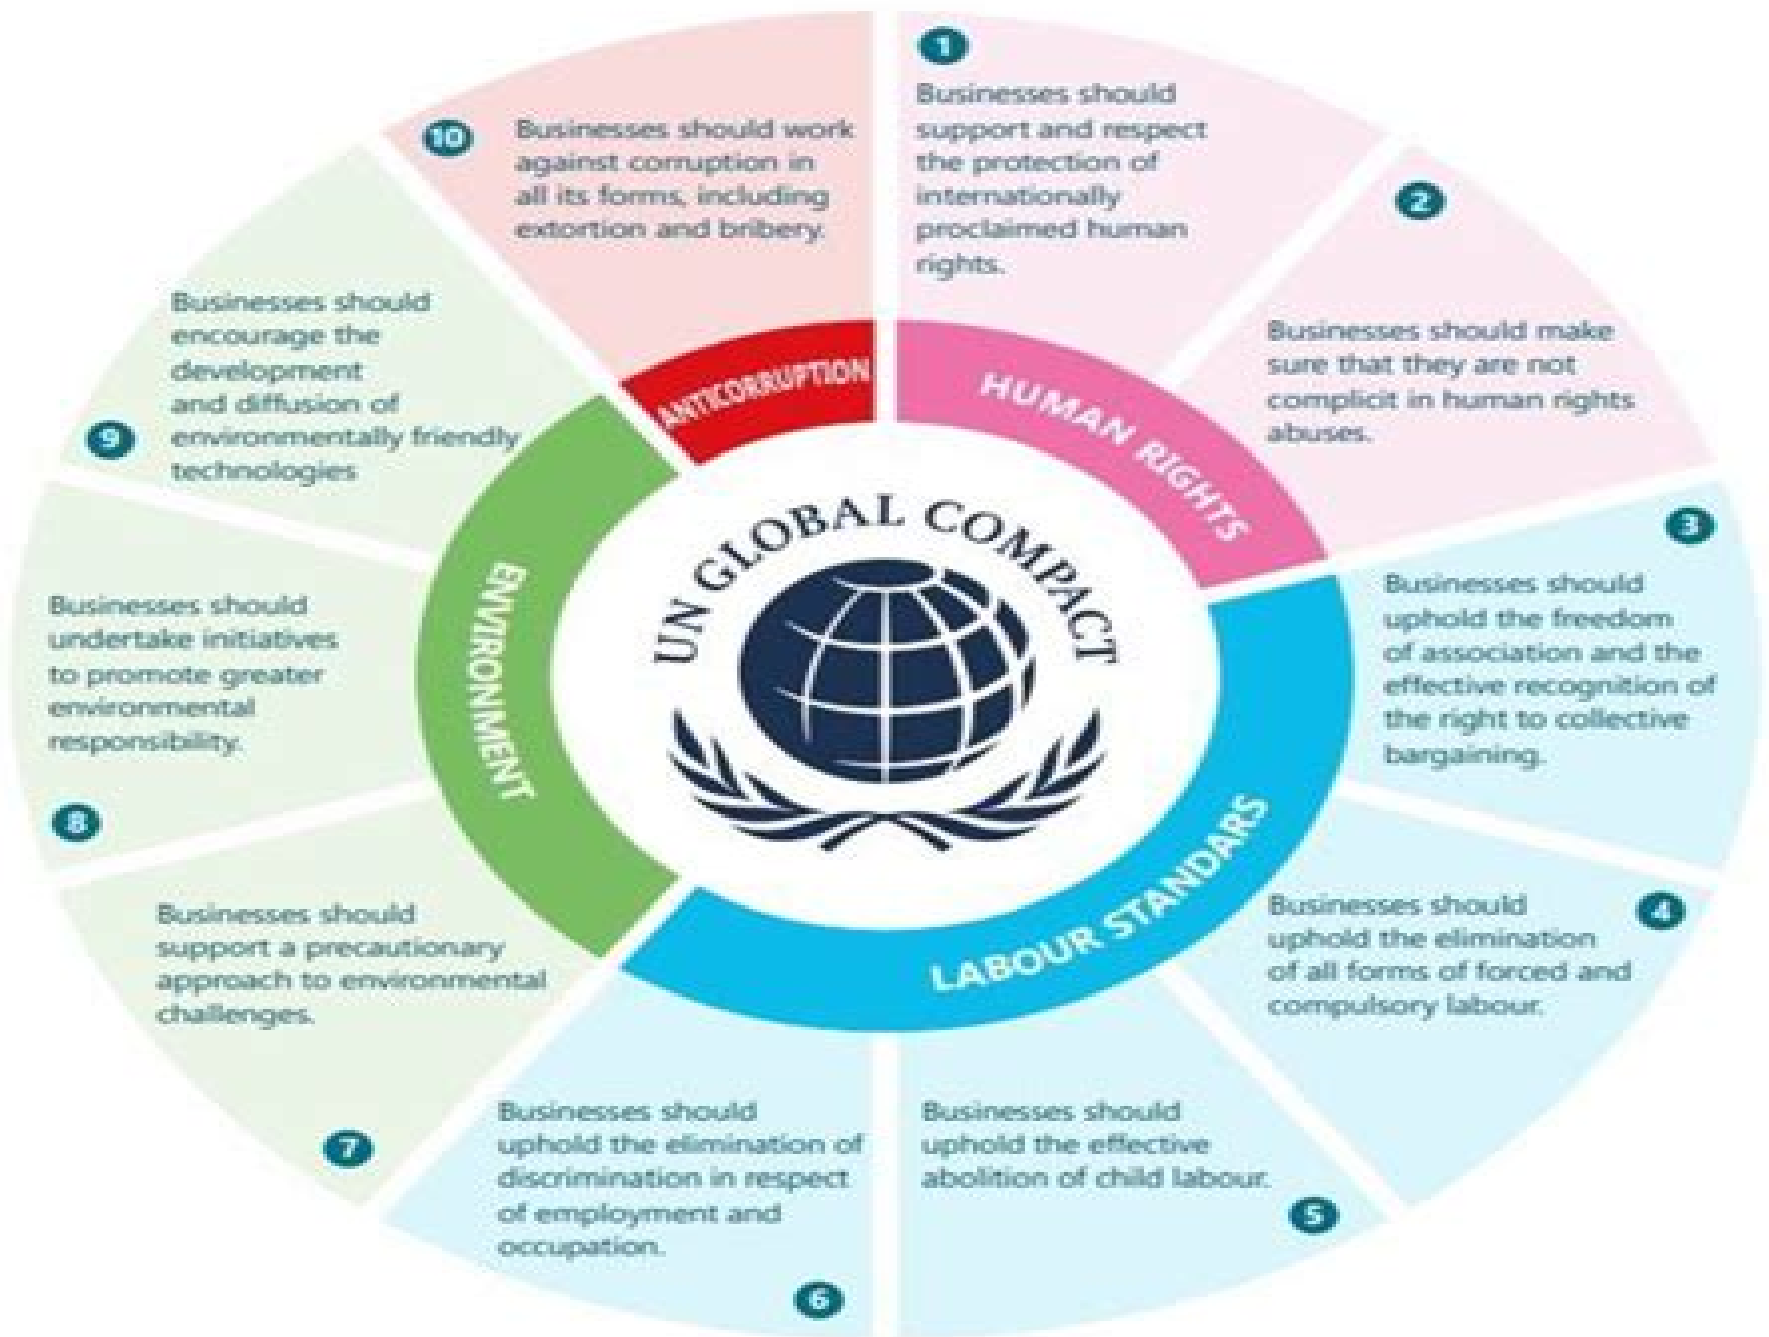 1
Businesses should
support and respect
the protection of
internationally
proclaimed human
rights.
2
Businesses should make
sure that they are not
complicit in human rights
abuses.
3
Businesses should
uphold the freedom
of association and the
effective recognition of
the right to collective
bargaining.
4
Businesses should
uphold the elimination
of all forms of forced and
compulsory labour.
5
Businesses should
uphold the effective
abolition of child labour.
6
Businesses should
uphold the elimination of
discrimination in respect
of employment and
occupation.
7
Businesses should
support a precautionary
approach to environmental
challenges.
8
Businesses should
undertake initiatives
to promote greater
environmental
responsibility.
9
Businesses should
encourage the
development
and diffusion of
environmentally friendly
technologies
10
Businesses should work
against corruption in
all its forms, including
extortion and bribery.
HUMAN RIGHTS
LABOUR STANDARS
ENVIRONMENT
ANTICORRUPTION
UN GLOBAL COMPACT